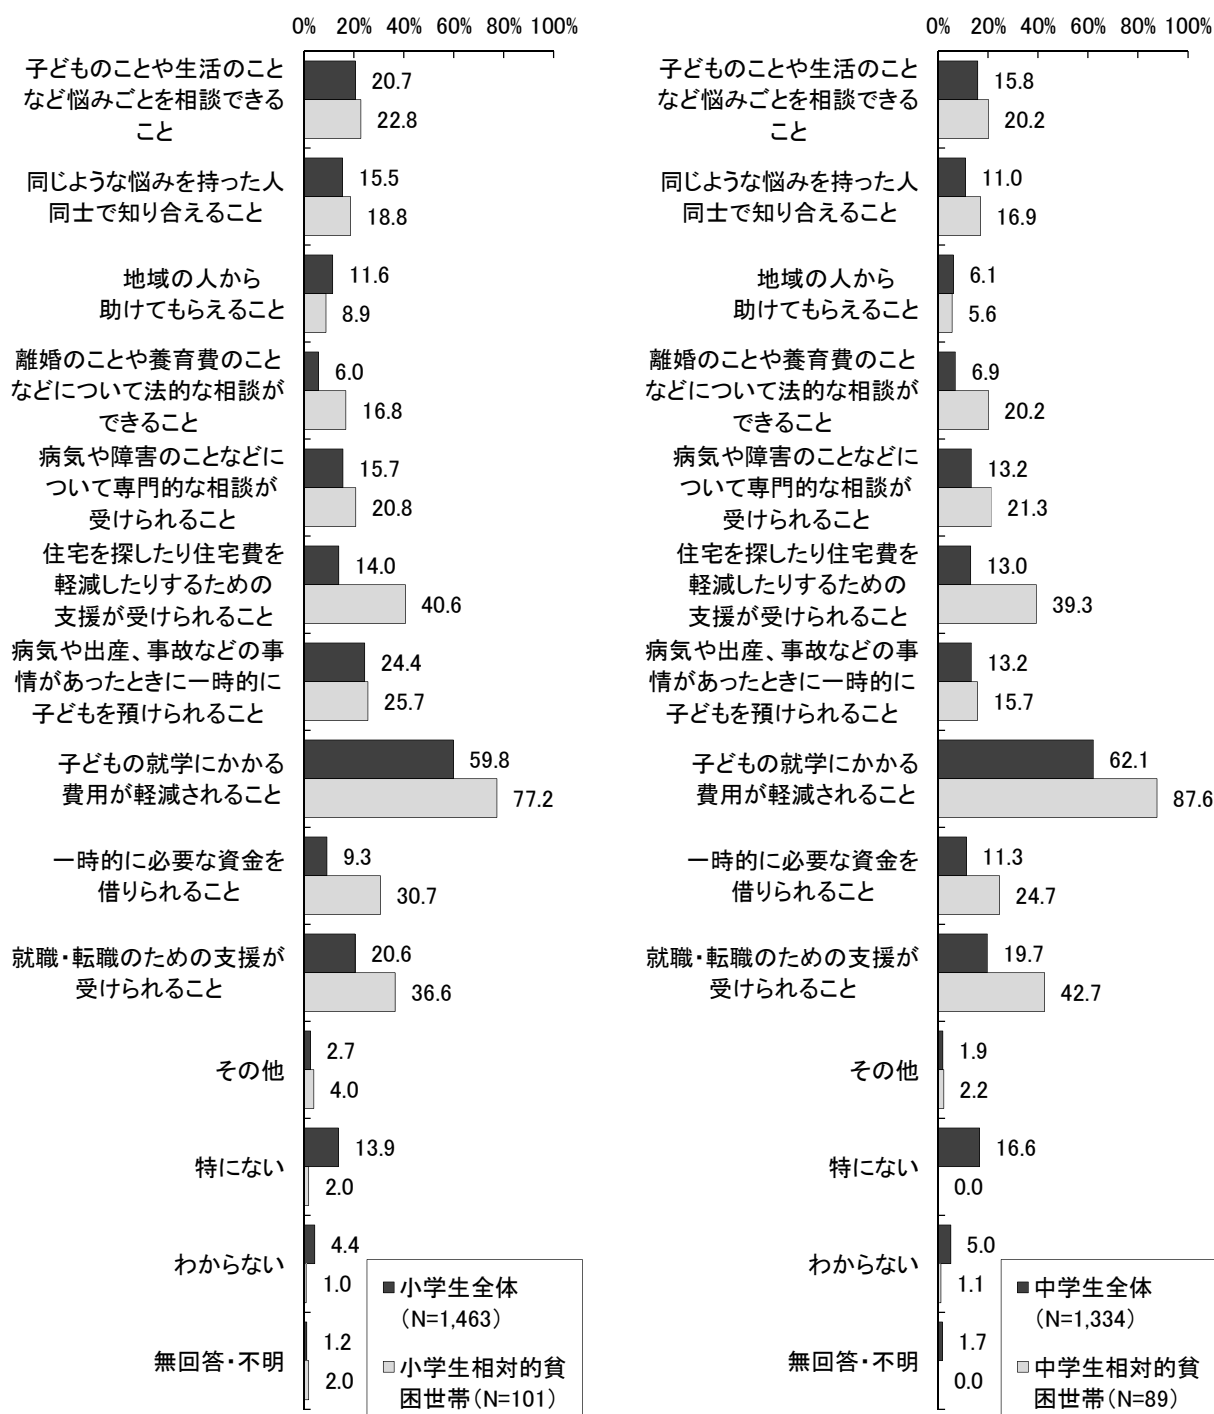 0% 20% 40% 60% 80% 100%
子どものことや生活のこと
など悩みごとを相談できる
こと
20.7
22.8
同じような悩みを持った人
同士で知り合えること
15.5
18.8
地域の人から
助けてもらえること
11.6
8.9
離婚のことや養育費のこと
などについて法的な相談が
できること
6.0
16.8
病気や障害のことなどに
ついて専門的な相談が
受けられること
15.7
20.8
住宅を探したり住宅費を
軽減したりするための
支援が受けられること
14.0
40.6
病気や出産、事故などの事
情があったときに一時的に
子どもを預けられること
24.4
25.7
子どもの就学にかかる
費用が軽減されること
59.8
77.2
一時的に必要な資金を
借りられること
9.3
30.7
就職・転職のための支援が
受けられること
20.6
36.6
その他
2.7
4.0
特にない
13.9
2.0
わからない
4.4
1.0
無回答・不明
1.2
2.0
小学生全体
（N=1,463）
小学生相対的貧
困世帯（N=101）
0% 20% 40% 60% 80% 100%
子どものことや生活のこと
など悩みごとを相談できる
こと
15.8
20.2
同じような悩みを持った人
同士で知り合えること
11.0
16.9
地域の人から
助けてもらえること
6.1
5.6
離婚のことや養育費のこと
などについて法的な相談が
できること
6.9
20.2
病気や障害のことなどに
ついて専門的な相談が
受けられること
13.2
21.3
住宅を探したり住宅費を
軽減したりするための
支援が受けられること
13.0
39.3
病気や出産、事故などの事
情があったときに一時的に
子どもを預けられること
13.2
15.7
子どもの就学にかかる
費用が軽減されること
62.1
87.6
一時的に必要な資金を
借りられること
11.3
24.7
就職・転職のための支援が
受けられること
19.7
42.7
その他
1.9
2.2
特にない
16.6
0.0
わからない
5.0
1.1
無回答・不明
1.7
0.0
中学生全体
（N=1,334）
中学生相対的貧
困世帯（N=89）